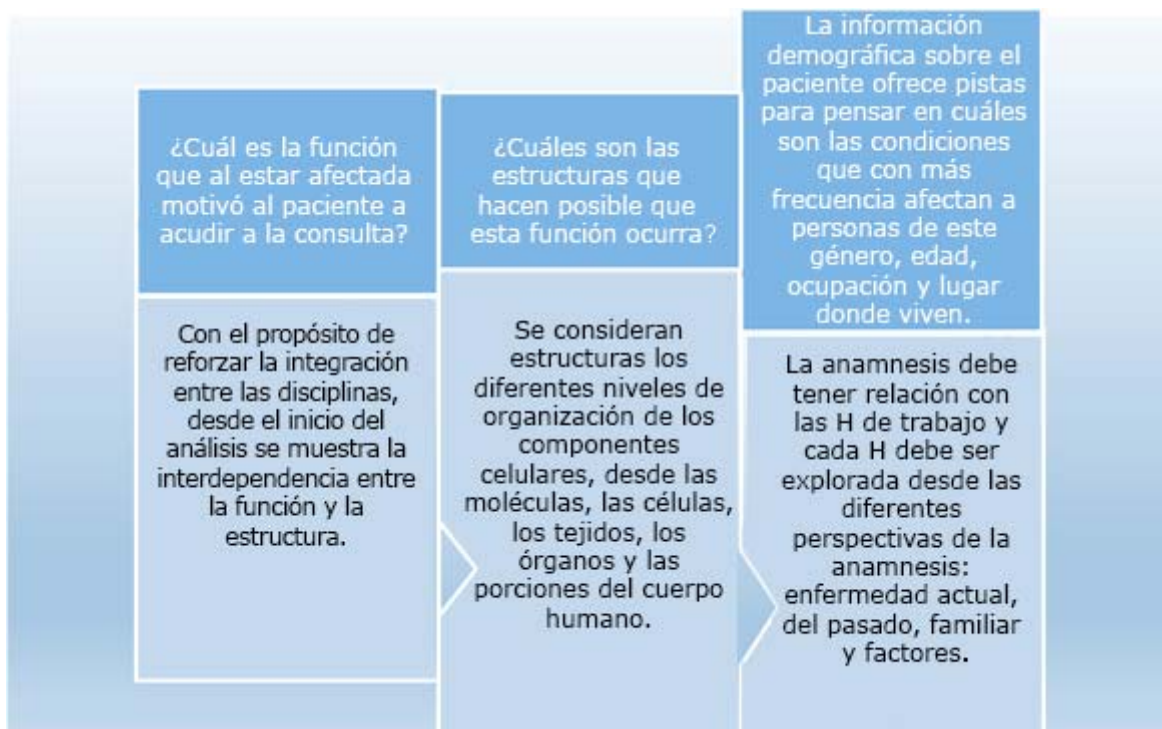 ¿Cuál es la función
que al estar afectada
motivó al paciente a
acudir a la consulta?
Con el propósito de
reforzar la integración
entre las disciplinas,
desde el inicio del
análisis se muestra la
interdependencia entre
la función y la
estructura.
¿Cuáles son las
estructuras que
hacen posible que
esta función ocurra?
Se consideran
estructuras los
diferentes niveles de
organización de los
componentes
celulares, desde las
moléculas, las células,
los tejidos, los
órganos y las
porciones del cuerpo
humano.
La información
demográfica sobre el
paciente ofrece pistas
para pensar en cuáles
son las condiciones
que con más
frecuencia afectan a
personas de este
género, edad,
ocupación y lugar
donde viven.
La anamnesis debe
tener relación con
las H de trabajo y
cada H debe ser
explorada desde las
diferentes
perspectivas de la
anamnesis:
enfermedad actual,
del pasado, familiar
y factores.